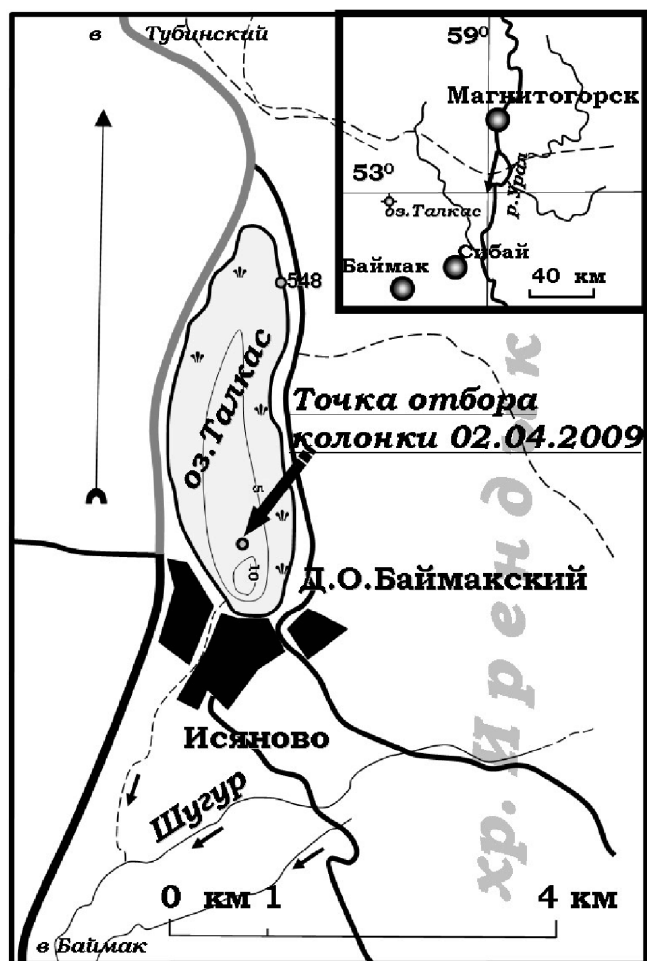 в Тубинский
59⁰
Магнитогорск
53⁰
р.Урал
оз.Талкас
Сибай
Баймак
40 км
548
оз.Талкас
Точка отбора
колонки 02.04.2009
5
10
Д.О.Баймакский
хр. Ирендык
Исяново
Шугур
0 км 1 4 км
в Баймак